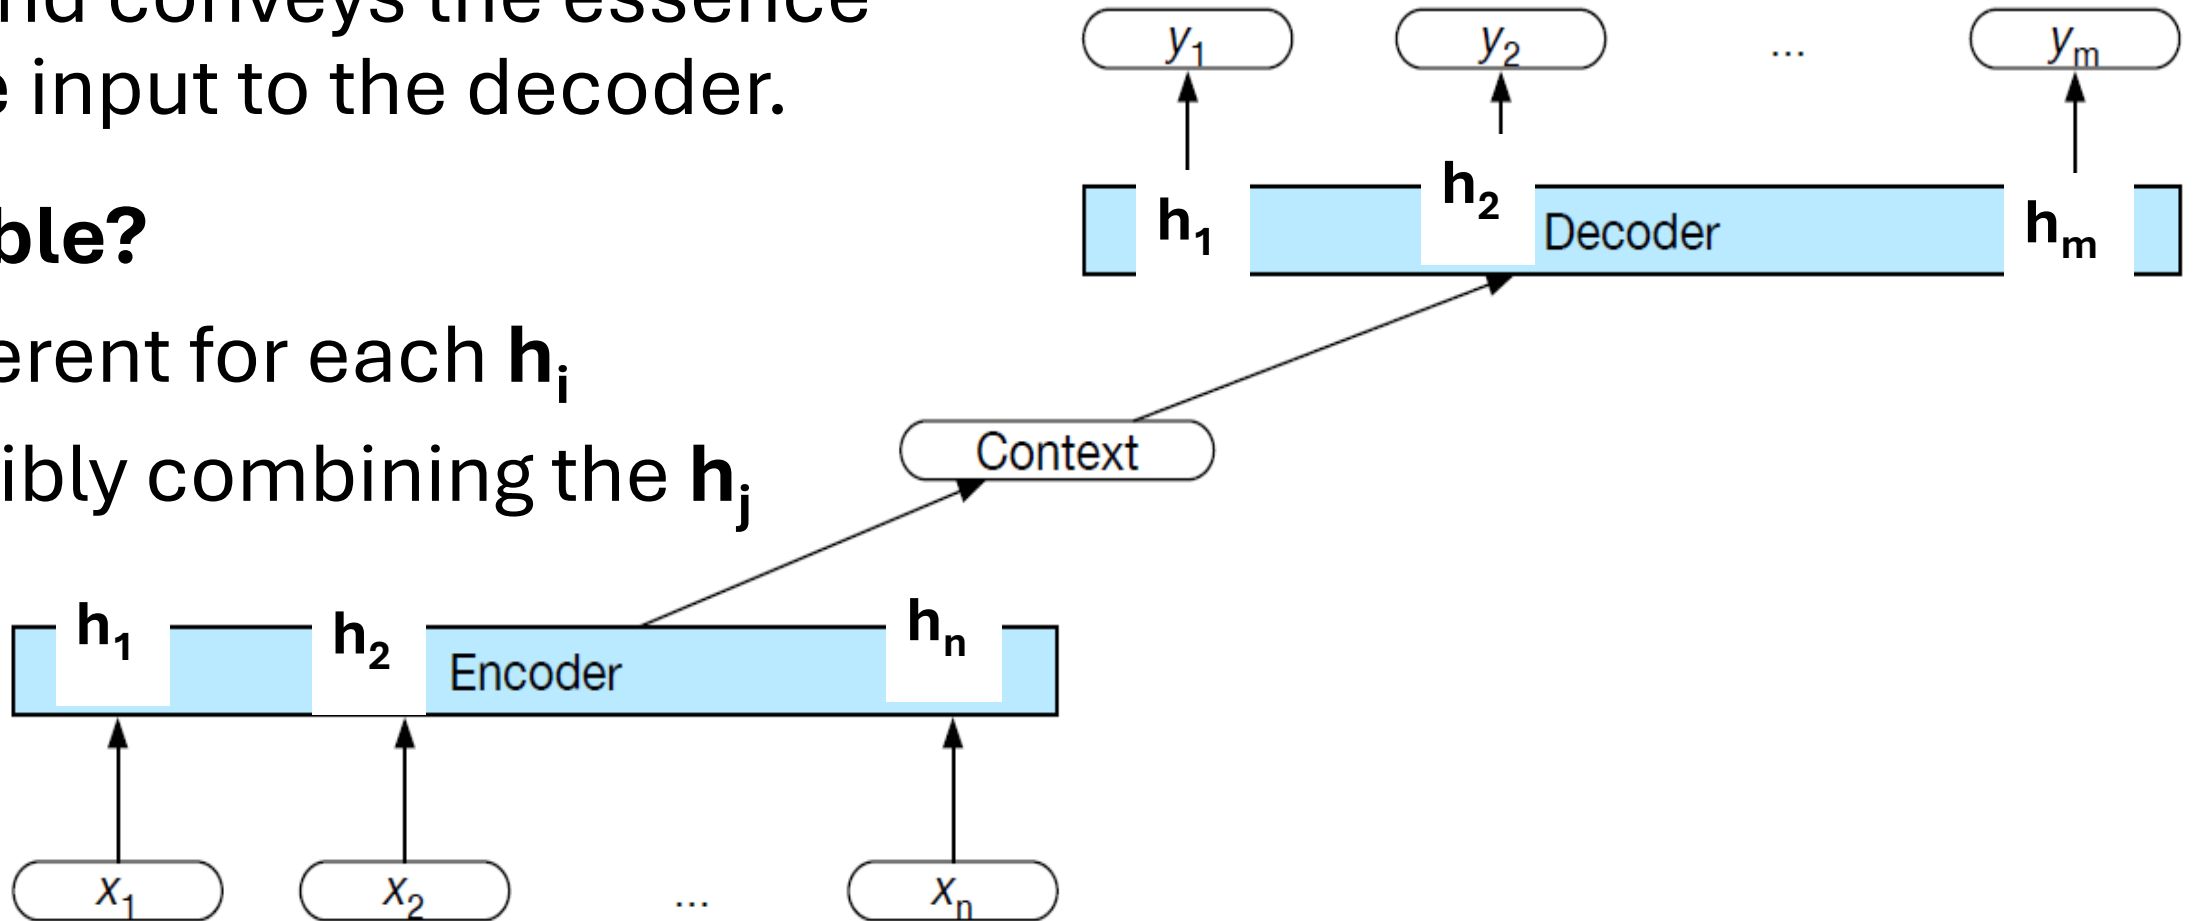 nd conveys the essence
e input to the decoder.
ble?
erent for each hᵢ
ibly combining the hⱼ
y₁ y₂ ... yₘ
h₁ h₂ Decoder hₘ
Context
h₁ h₂ Encoder hₙ
x₁ x₂ ... xₙ